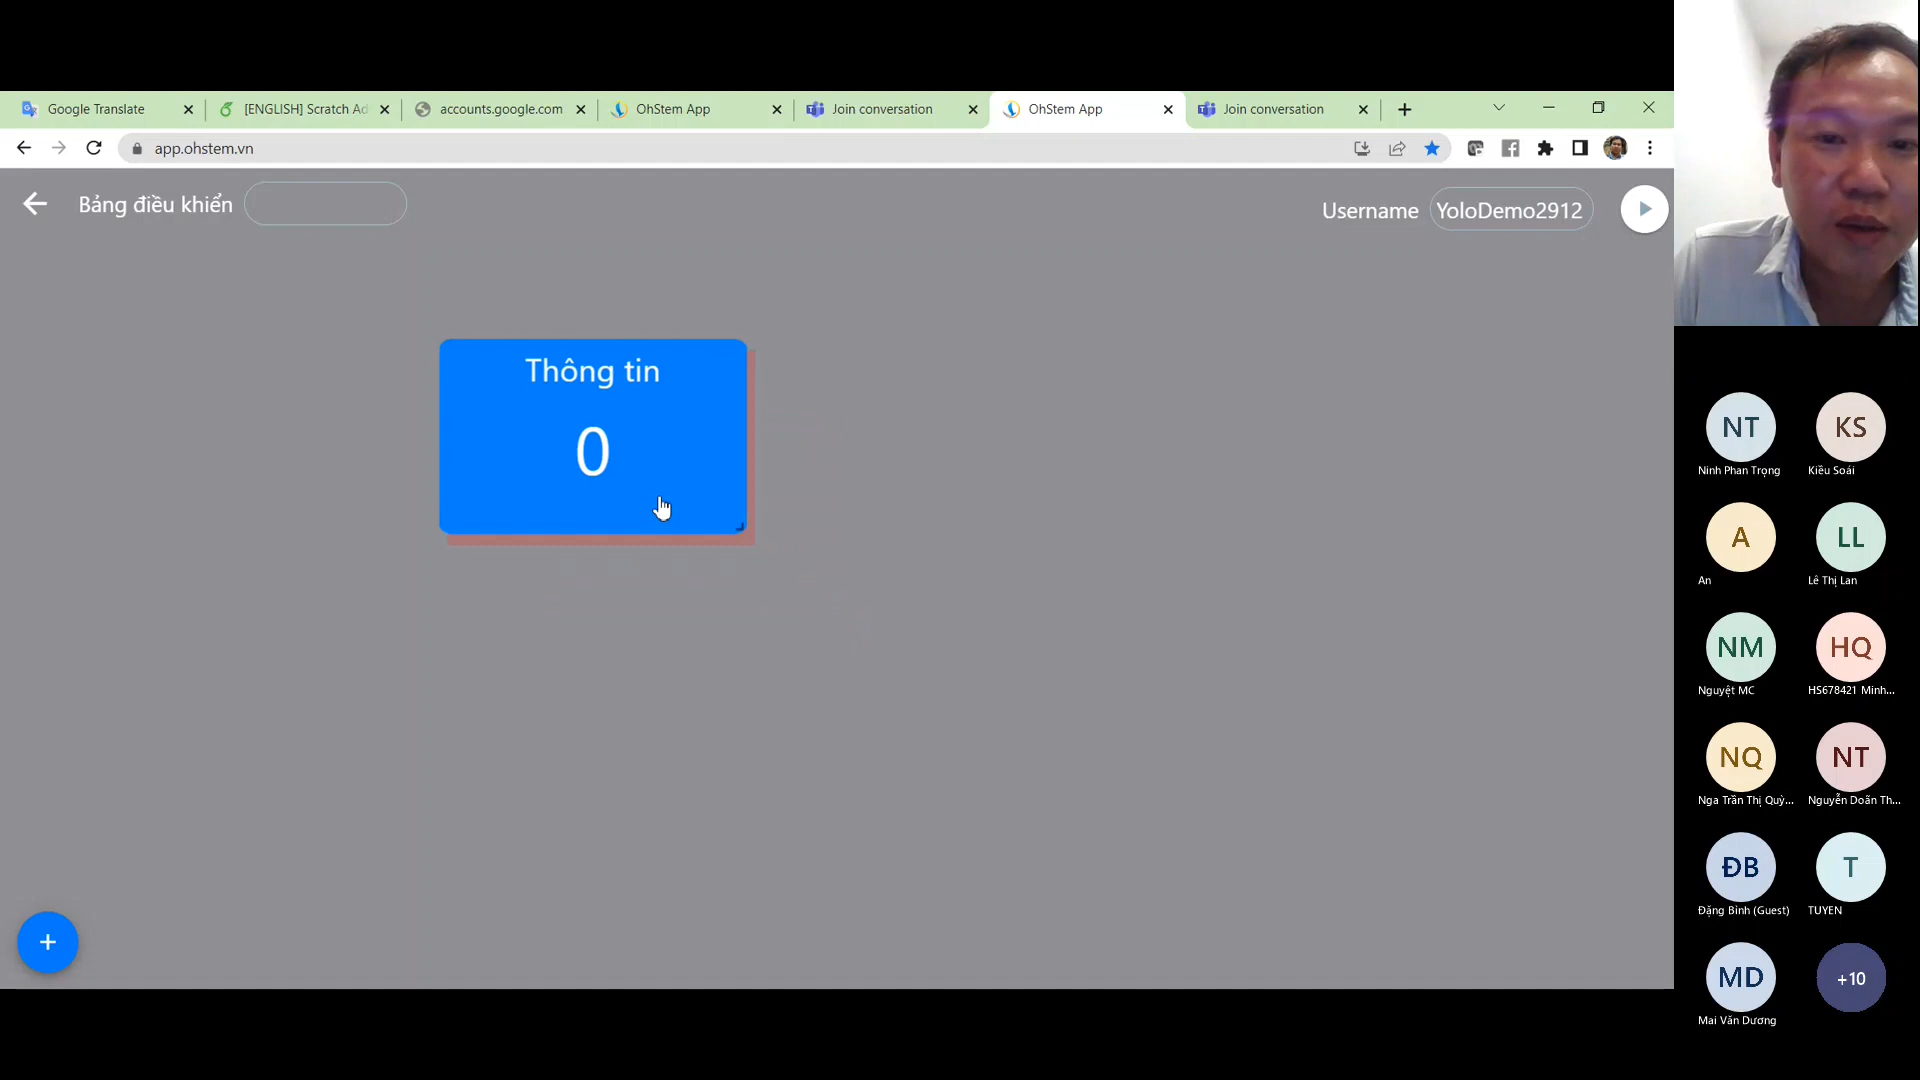 Google Translate
[ENGLISH] Scratch Ad
accounts.google.com
OhStem App
Join conversation
OhStem App
Join conversation
app.ohstem.vn
Bảng điều khiển
Username YoloDemo2912
Thông tin
0
+
NT
Ninh Phan Trọng
KS
Kiều Soái
A
An
LL
Lê Thị Lan
NM
Nguyệt MC
HQ
HS678421 Minh...
NQ
Nga Trần Thị Quỳ...
NT
Nguyễn Doãn Th...
ĐB
Đặng Bình (Guest)
T
TUYEN
MD
Mai Văn Dương
+10